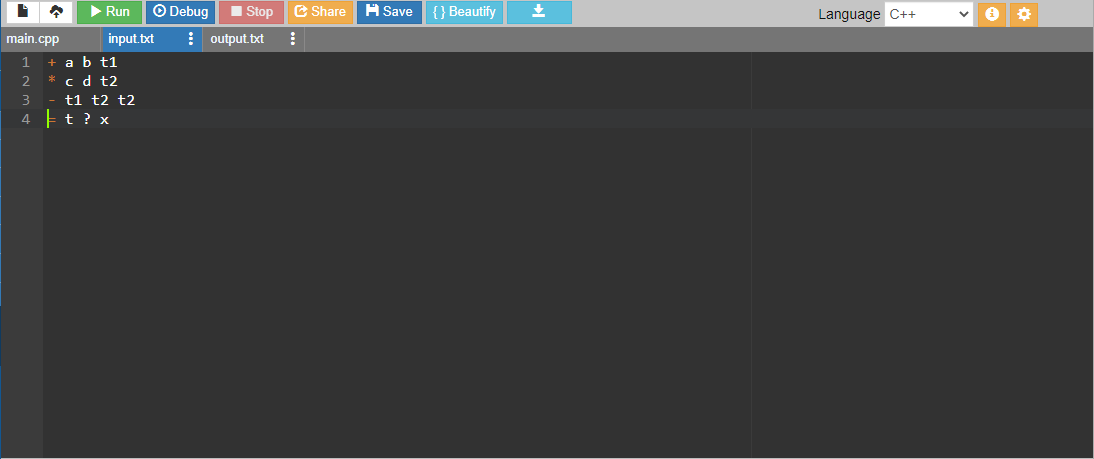 Run Debug Stop Share Save { } Beautify Language C++
main.cpp input.txt output.txt
1 + a b t1
2 * c d t2
3 - t1 t2 t2
4 = t ? x